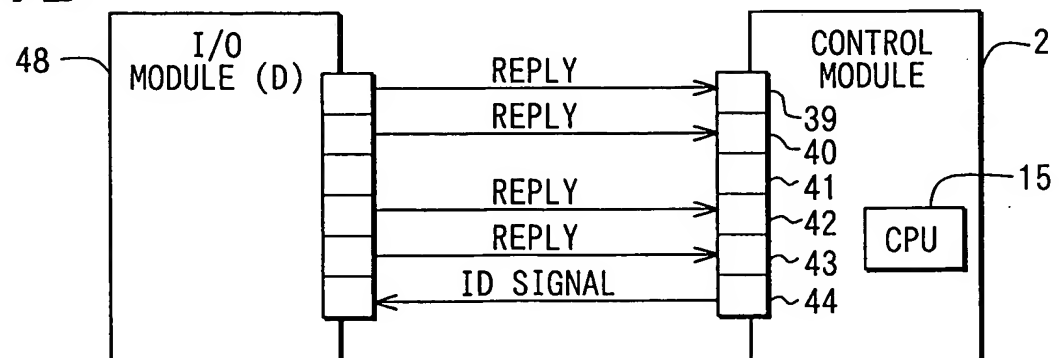 48
I/O
MODULE (D)
REPLY
REPLY
REPLY
REPLY
ID SIGNAL
CONTROL
MODULE
2
39
40
41
42
43
44
15
CPU